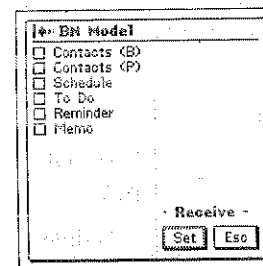 BN Model
Contacts (B)
Contacts (P)
Schedule
To Do
Reminder
Memo
- Receive -
Set Esc